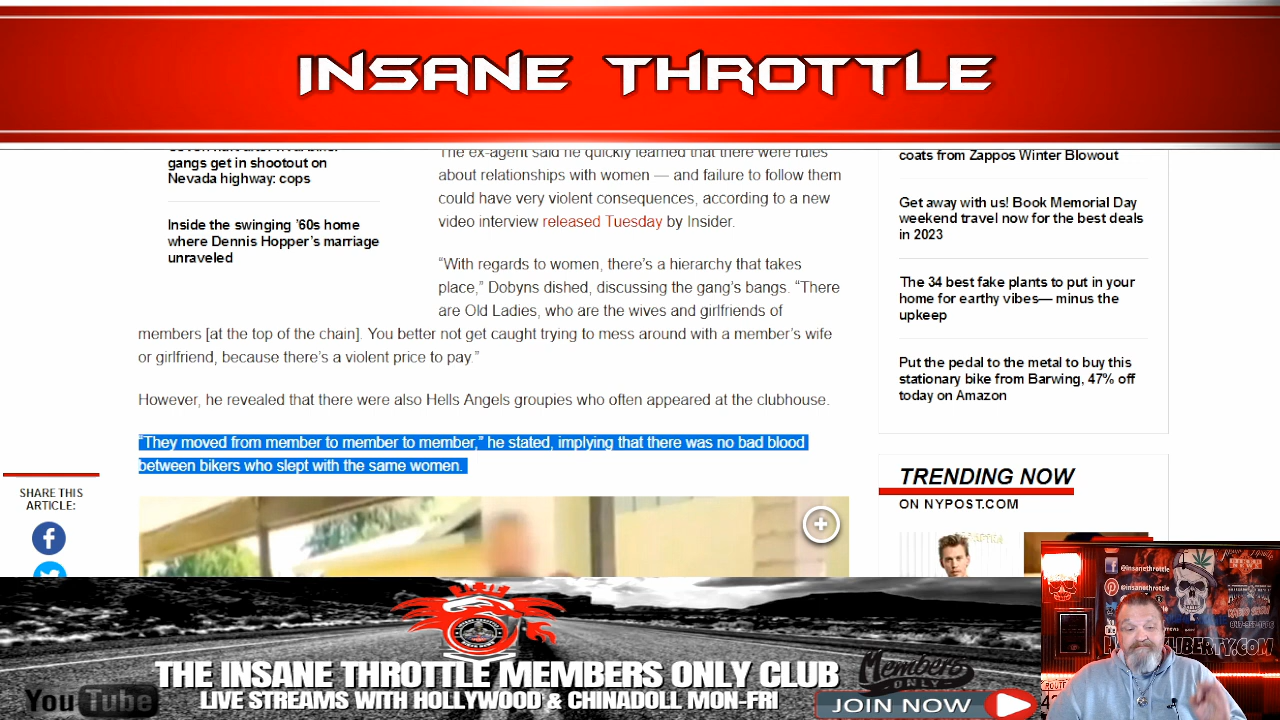 INSANE THROTTLE
gangs get in shootout on
Nevada highway: cops
Inside the swinging ’60s home
where Dennis Hopper’s marriage
unraveled
The ex-agent said he quickly learned that there were rules
about relationships with women — and failure to follow them
could have very violent consequences, according to a new
video interview released Tuesday by Insider.
“With regards to women, there’s a hierarchy that takes
place,” Dobyns dished, discussing the gang’s bangs. “There
are Old Ladies, who are the wives and girlfriends of
members [at the top of the chain]. You better not get caught trying to mess around with a member’s wife
or girlfriend, because there’s a violent price to pay.”
However, he revealed that there were also Hells Angels groupies who often appeared at the clubhouse.
“They moved from member to member to member,” he stated, implying that there was no bad blood
between bikers who slept with the same women.
SHARE THIS
ARTICLE:
coats from Zappos Winter Blowout
Get away with us! Book Memorial Day
weekend travel now for the best deals
in 2023
The 34 best fake plants to put in your
home for earthy vibes— minus the
upkeep
Put the pedal to the metal to buy this
stationary bike from Barwing, 47% off
today on Amazon
TRENDING NOW
ON NYPOST.COM
@insanethrottle
@insanethrottle
LIBERTY.COM
THE INSANE THROTTLE MEMBERS ONLY CLUB
LIVE STREAMS WITH HOLLYWOOD & CHINADOLL MON-FRI
YouTube
Members
ONLY
JOIN NOW